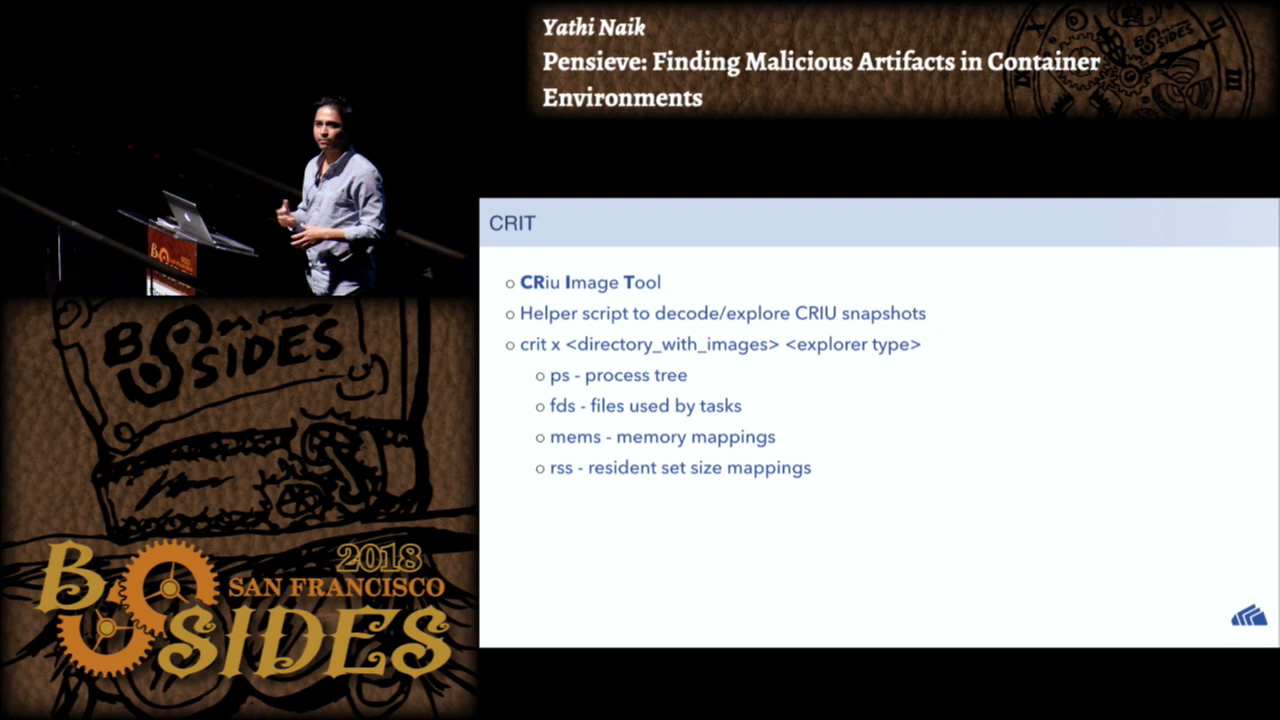 Yathi Naik
Pensieve: Finding Malicious Artifacts in Container
Environments
BSIDES
CRIT
CRiu Image Tool
Helper script to decode/explore CRIU snapshots
crit x <directory_with_images> <explorer type>
ps - process tree
fds - files used by tasks
mems - memory mappings
rss - resident set size mappings
BSIDES
2018
BSIDES
SAN FRANCISCO